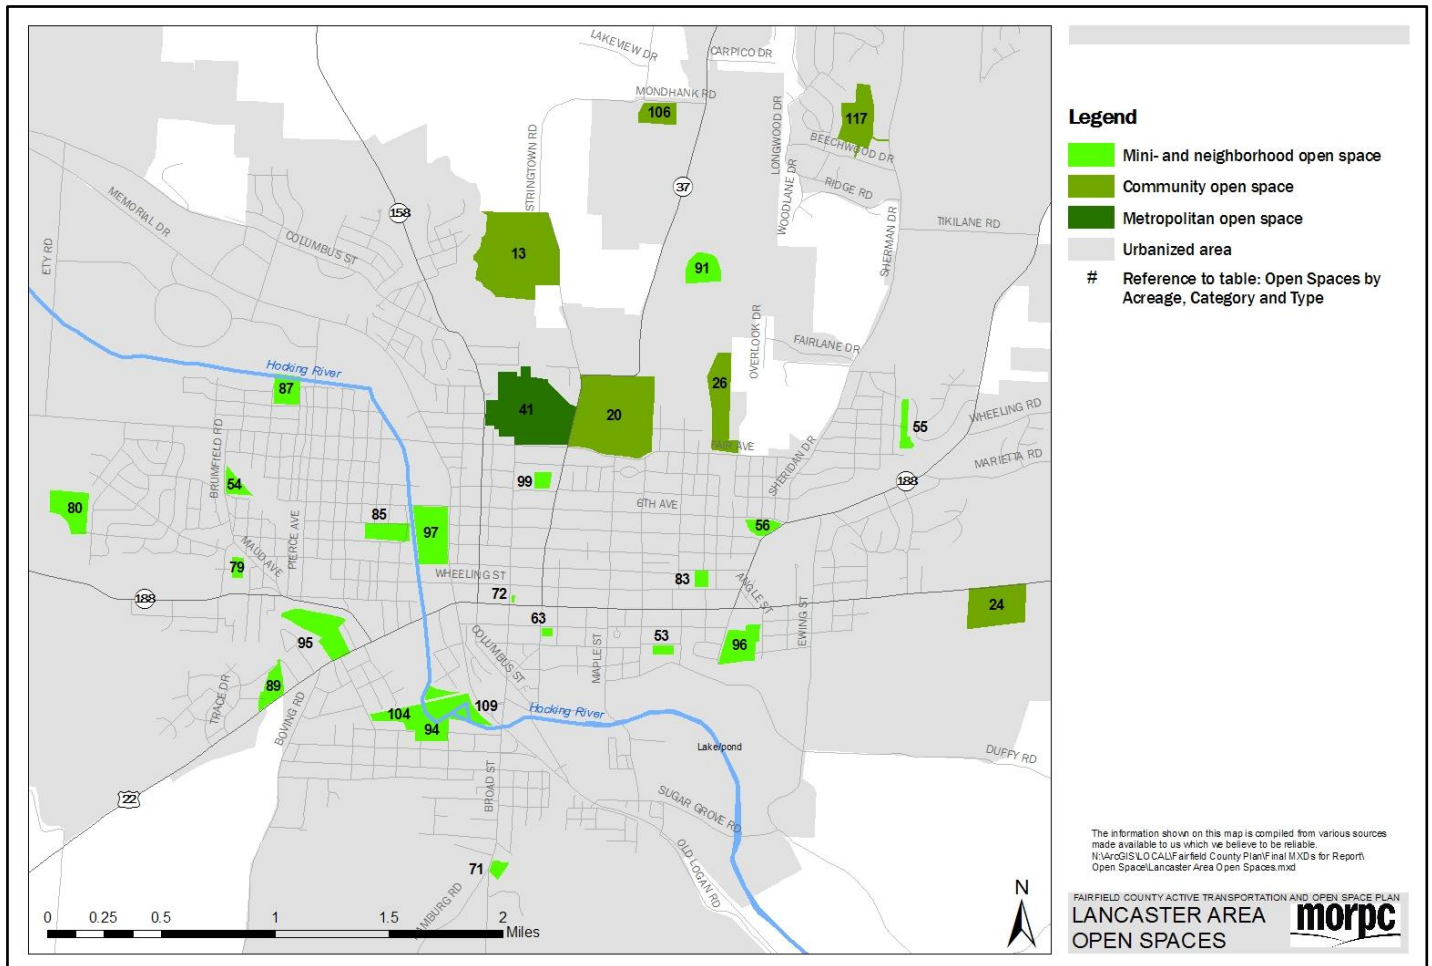 LAKEVIEW DR
CARPICO DR
MONDHANK RD
106
117
LONGWOOD DR
BEECHWOOD DR
STRINGTOWN RD
37
RIDGE RD
WOODLANE DR
MEMORIAL DR
158
TIKILANE RD
SHERMAN DR
COLUMBUS ST
ETY RD
13
91
OVERLOOK DR
FAIRLANE DR
Hocking River
87
41
20
26
55
WHEELING RD
FAIR AVE
MARIETTA RD
BRUMFIELD RD
SHERIDAN DR
54
99
188
6TH AVE
80
85
97
56
PIERCE AVE
MAUD AVE
79
WHEELING ST
83
ANGLE ST
72
188
24
63
53
96
EWING ST
95
COLUMBUS ST
MAPLE ST
89
TRACE DR
BOVING RD
104
109
94
Hocking River
Lake/pond
DUFFY RD
22
BROAD ST
SUGAR GROVE RD
OLD LOGAN RD
71
0 0.25 0.5 1 1.5 2
Miles
N
Legend
Mini- and neighborhood open space
Community open space
Metropolitan open space
Urbanized area
# Reference to table: Open Spaces by
Acreage, Category and Type
The information shown on this map is compiled from various sources
made available to us which we believe to be reliable.
N:\ArcGIS\LOCAL\Fairfield County Plan\Final MXDs for Report\
Open Space\Lancaster Area Open Spaces.mxd
FAIRFIELD COUNTY ACTIVE TRANSPORTATION AND OPEN SPACE PLAN
LANCASTER AREA
OPEN SPACES
morpc